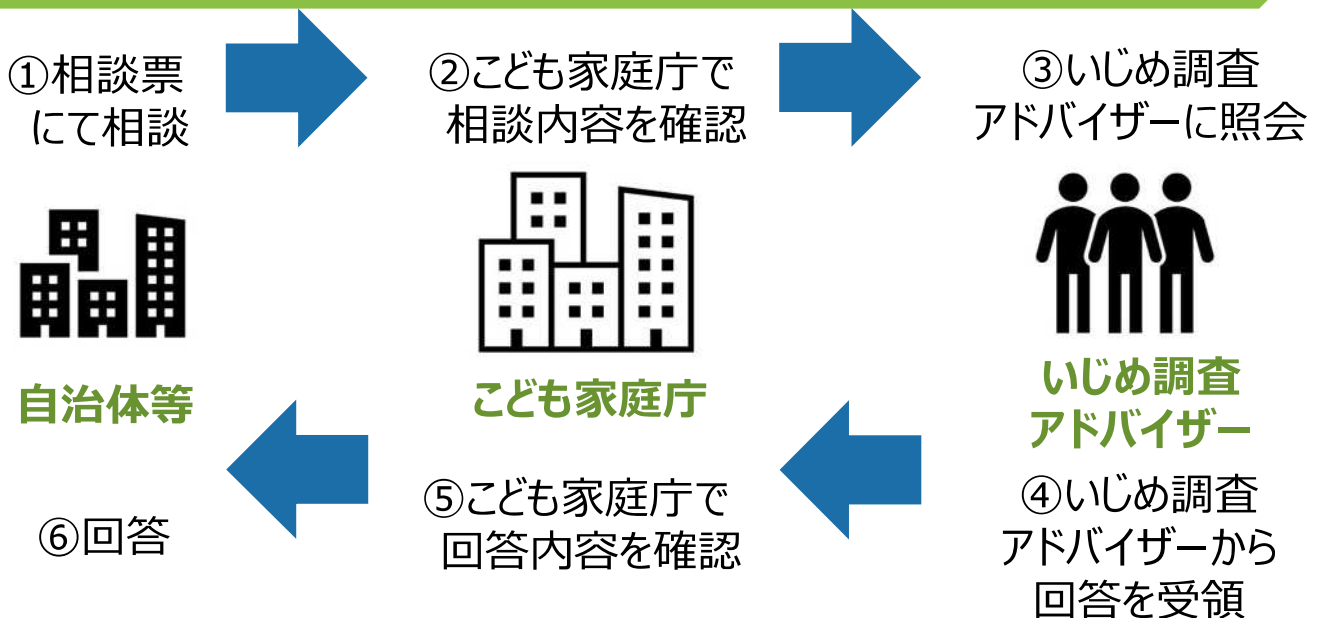 ①相談票
にて相談
②こども家庭庁で
相談内容を確認
③いじめ調査
アドバイザーに照会
自治体等
こども家庭庁
いじめ調査
アドバイザー
④いじめ調査
アドバイザーから
回答を受領
⑤こども家庭庁で
回答内容を確認
⑥回答